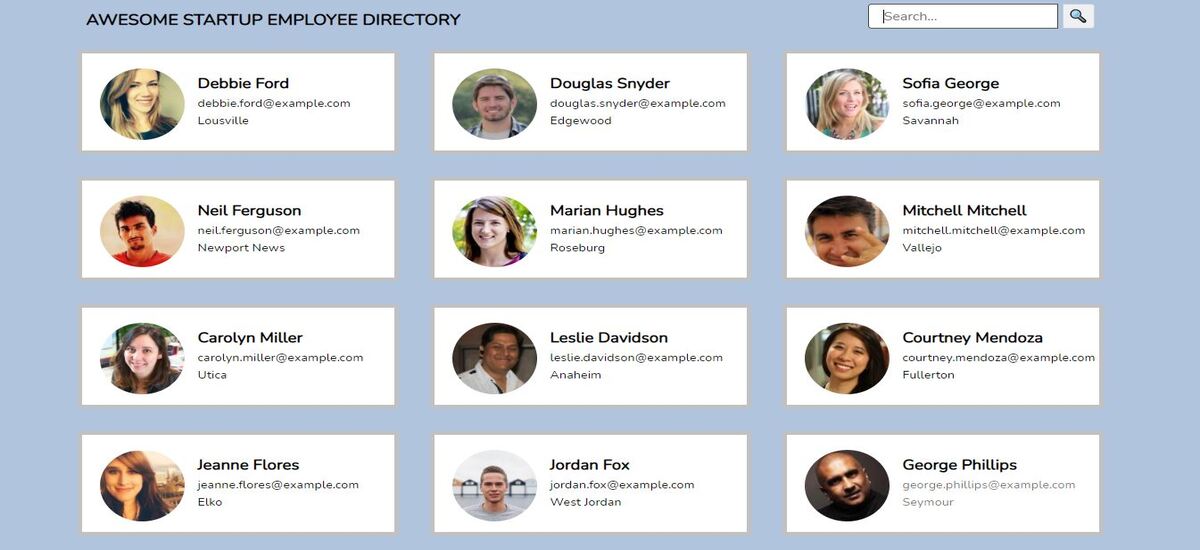 AWESOME STARTUP EMPLOYEE DIRECTORY
Search...
Debbie Ford
debbie.ford@example.com
Lousville
Douglas Snyder
douglas.snyder@example.com
Edgewood
Sofia George
sofia.george@example.com
Savannah
Neil Ferguson
neil.ferguson@example.com
Newport News
Marian Hughes
marian.hughes@example.com
Roseburg
Mitchell Mitchell
mitchell.mitchell@example.com
Vallejo
Carolyn Miller
carolyn.miller@example.com
Utica
Leslie Davidson
leslie.davidson@example.com
Anaheim
Courtney Mendoza
courtney.mendoza@example.com
Fullerton
Jeanne Flores
jeanne.flores@example.com
Elko
Jordan Fox
jordan.fox@example.com
West Jordan
George Phillips
george.phillips@example.com
Seymour